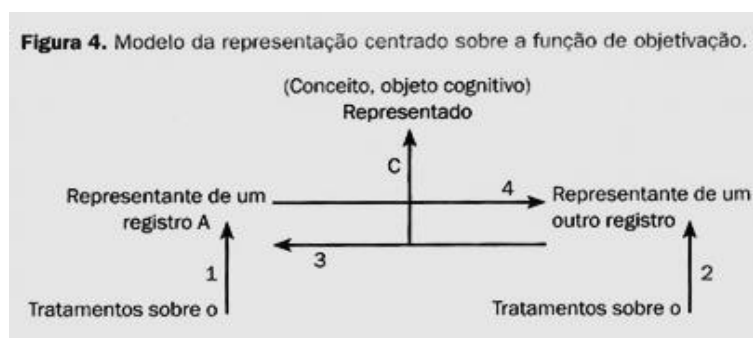 Figura 4. Modelo da representação centrado sobre a função de objetivação.
(Conceito, objeto cognitivo)
Representado
C
4
Representante de um
registro A
Representante de um
outro registro
3
1
2
Tratamentos sobre o
Tratamentos sobre o